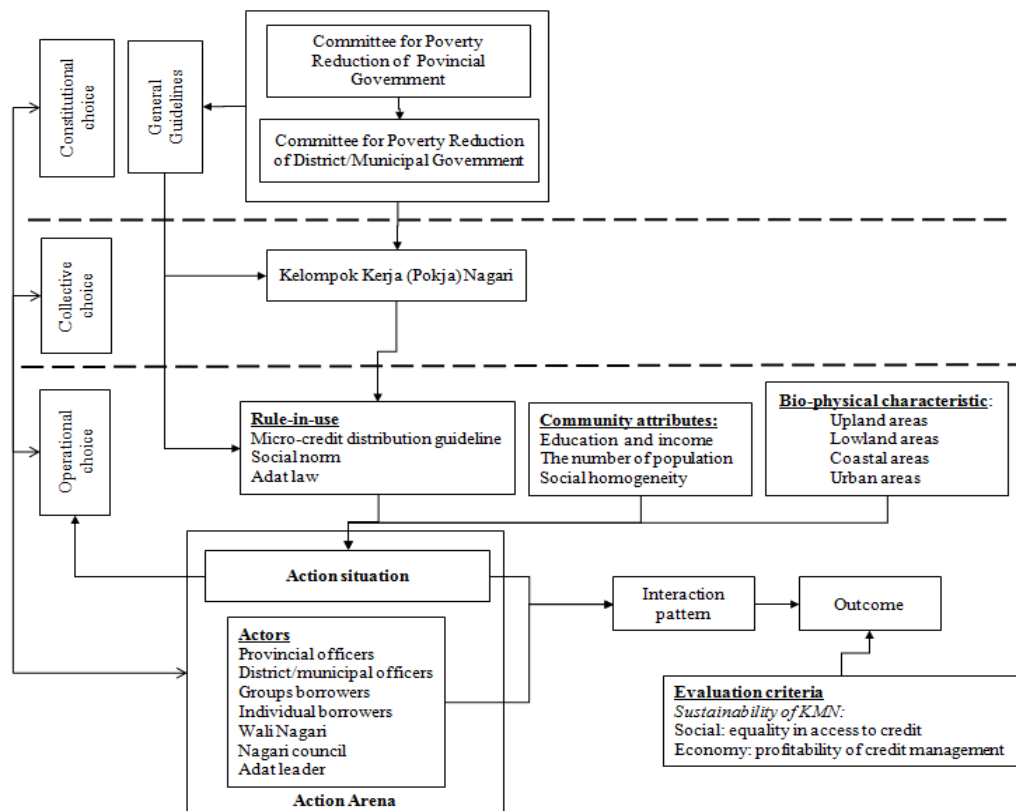 Committee for Poverty
Reduction of Povincial
Government
Constitutional
choice
General
Guidelines
Committee for Poverty Reduction
of District/Municipal Government
Collective
choice
Kelompok Kerja (Pokja) Nagari
Operational
choice
Rule-in-use
Micro-credit distribution guideline
Social norm
Adat law
Community attributes:
Education and income
The number of population
Social homogeneity
Bio-physical characteristic:
Upland areas
Lowland areas
Coastal areas
Urban areas
Action situation
Interaction
pattern
Outcome
Actors
Provincial officers
District/municipal officers
Groups borrowers
Individual borrowers
Wali Nagari
Nagari council
Adat leader
Action Arena
Evaluation criteria
Sustainability of KMN:
Social: equality in access to credit
Economy: profitability of credit management